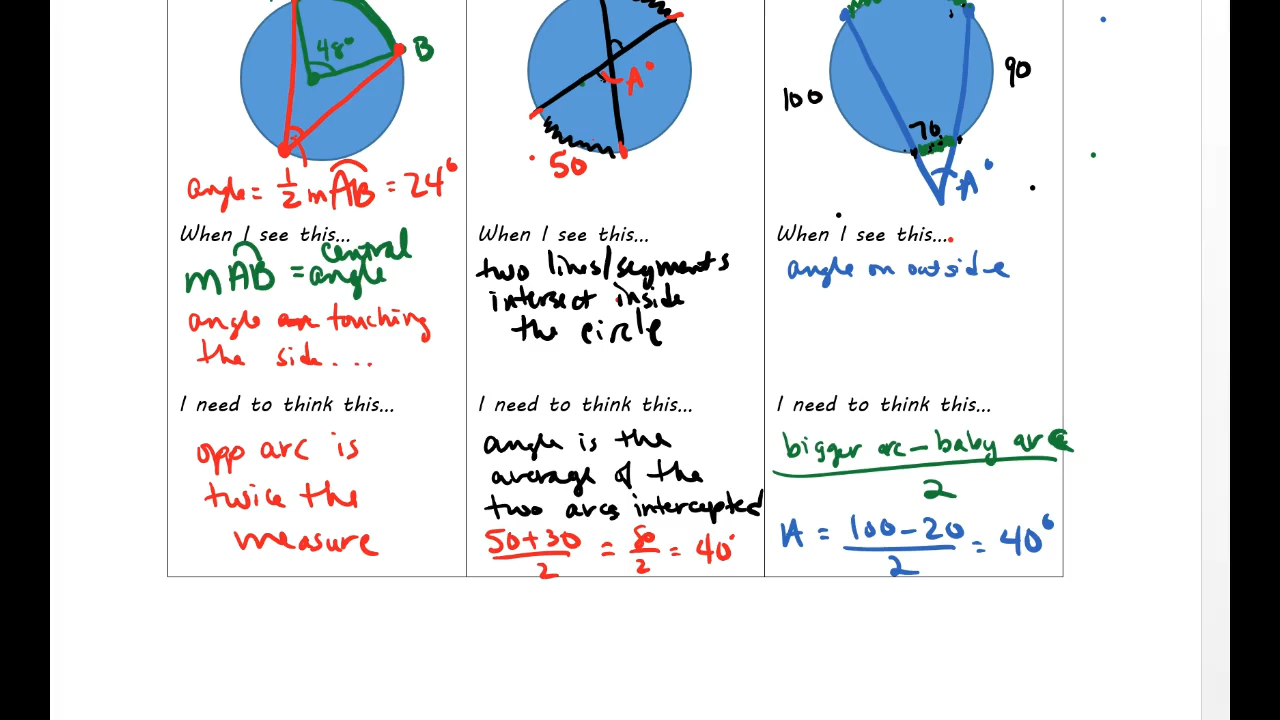 48°
B
angle = 1/2 mAB = 24°
When I see this...
mAB = central angle
angle touching
the side....
I need to think this...
opp arc is
twice the
measure
A°
50
When I see this...
two lines/segments
intersect inside
the circle
I need to think this...
angle is the
average of the
two arcs intercepted
50+30/2 = 80/2 = 40°
100
90
A°
When I see this...
angle on outside
I need to think this...
bigger arc - baby arc
2
A = 100-20/2 = 40°